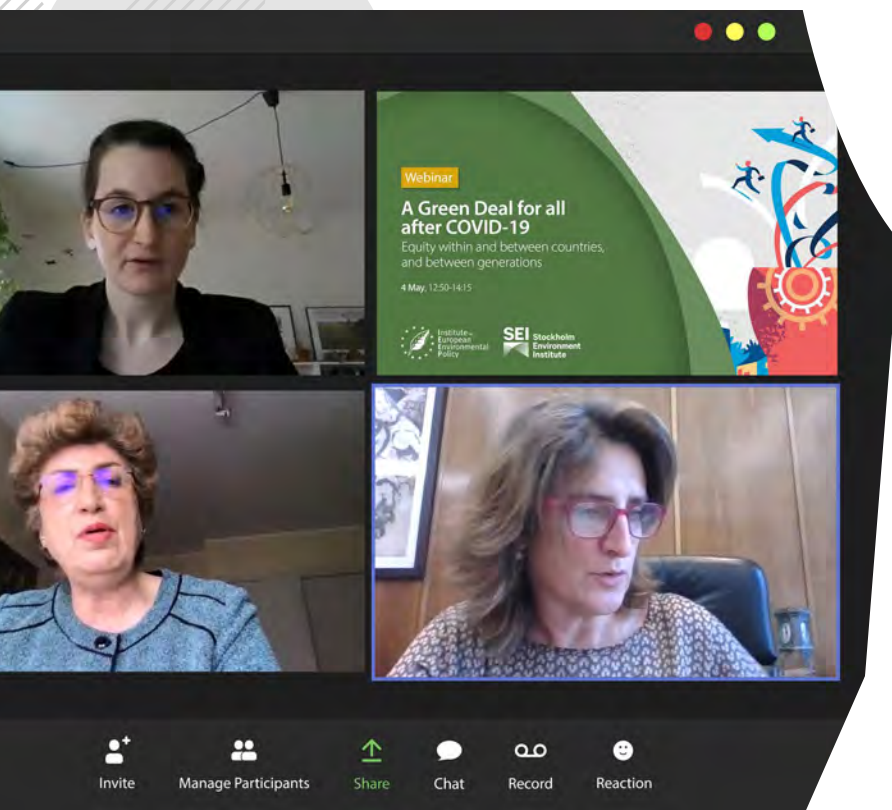 Webinar
A Green Deal for all
after COVID-19
Equity within and between countries,
and between generations
4 May, 12:50-14:15
Institute for
European
Environmental
Policy
SEI Stockholm
Environment
Institute
Invite
Manage Participants
Share
Chat
Record
Reaction